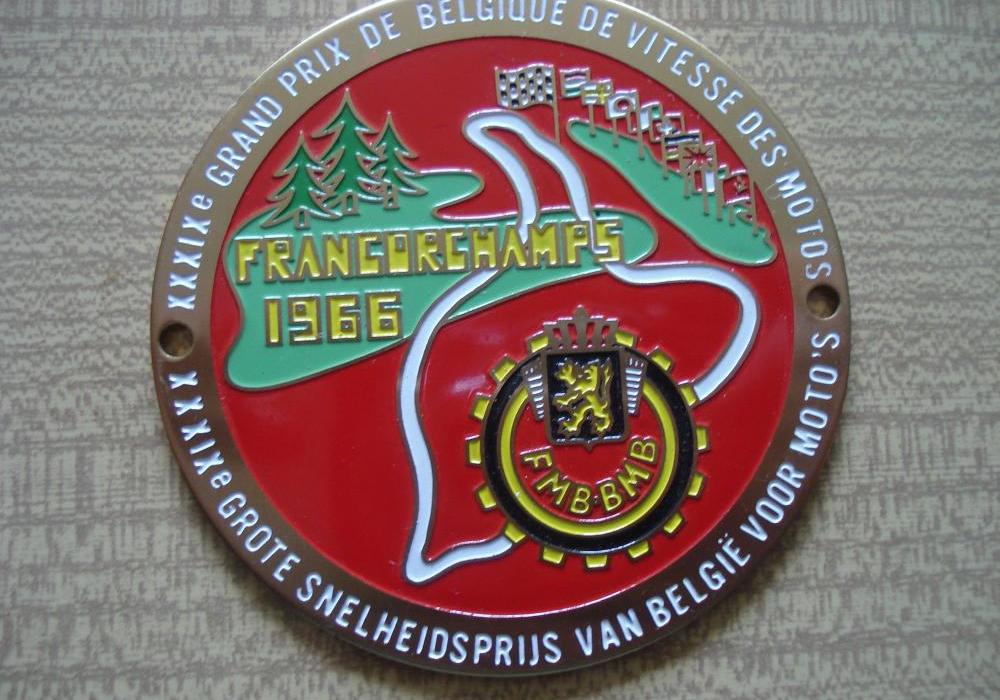 XXXIXe GRAND PRIX DE BELGIQUE DE VITESSE DES MOTOS
FRANCORCHAMPS
1966
FMB·BMB
XXXIXe GROTE SNELHEIDSPRIJS VAN BELGIË VOOR MOTO'S